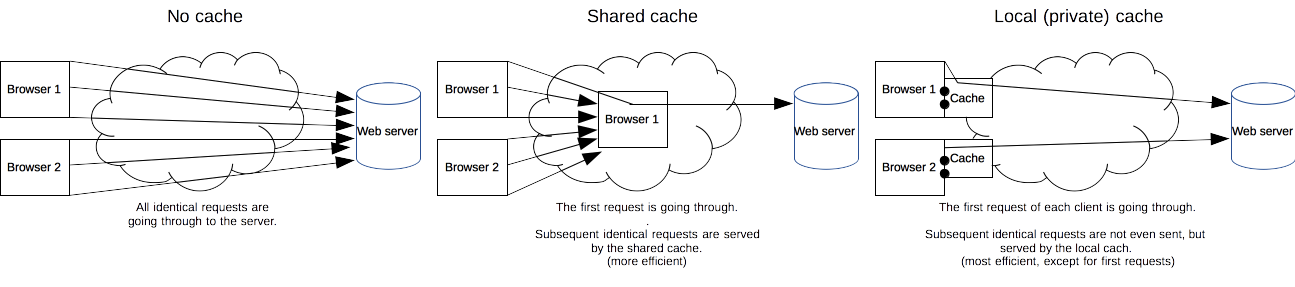 No cache
Browser 1
Browser 2
Web server
All identical requests are
going through to the server.
Shared cache
Browser 1
Browser 2
Browser 1
Web server
The first request is going through.
.
Subsequent identical requests are served
by the shared cache.
(more efficient)
Local (private) cache
Browser 1
Cache
Browser 2
Cache
Web server
The first request of each client is going through.
Subsequent identical requests are not even sent, but
served by the local cach.
(most efficient, except for first requests)